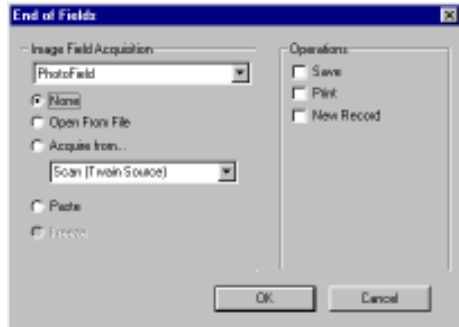 End of Fields
Image Field Acquisition
PhotoField
None
Open From File
Acquire from...
Scan (Twain Source)
Paste
Freeze
Operations
Save
Print
New Record
OK
Cancel